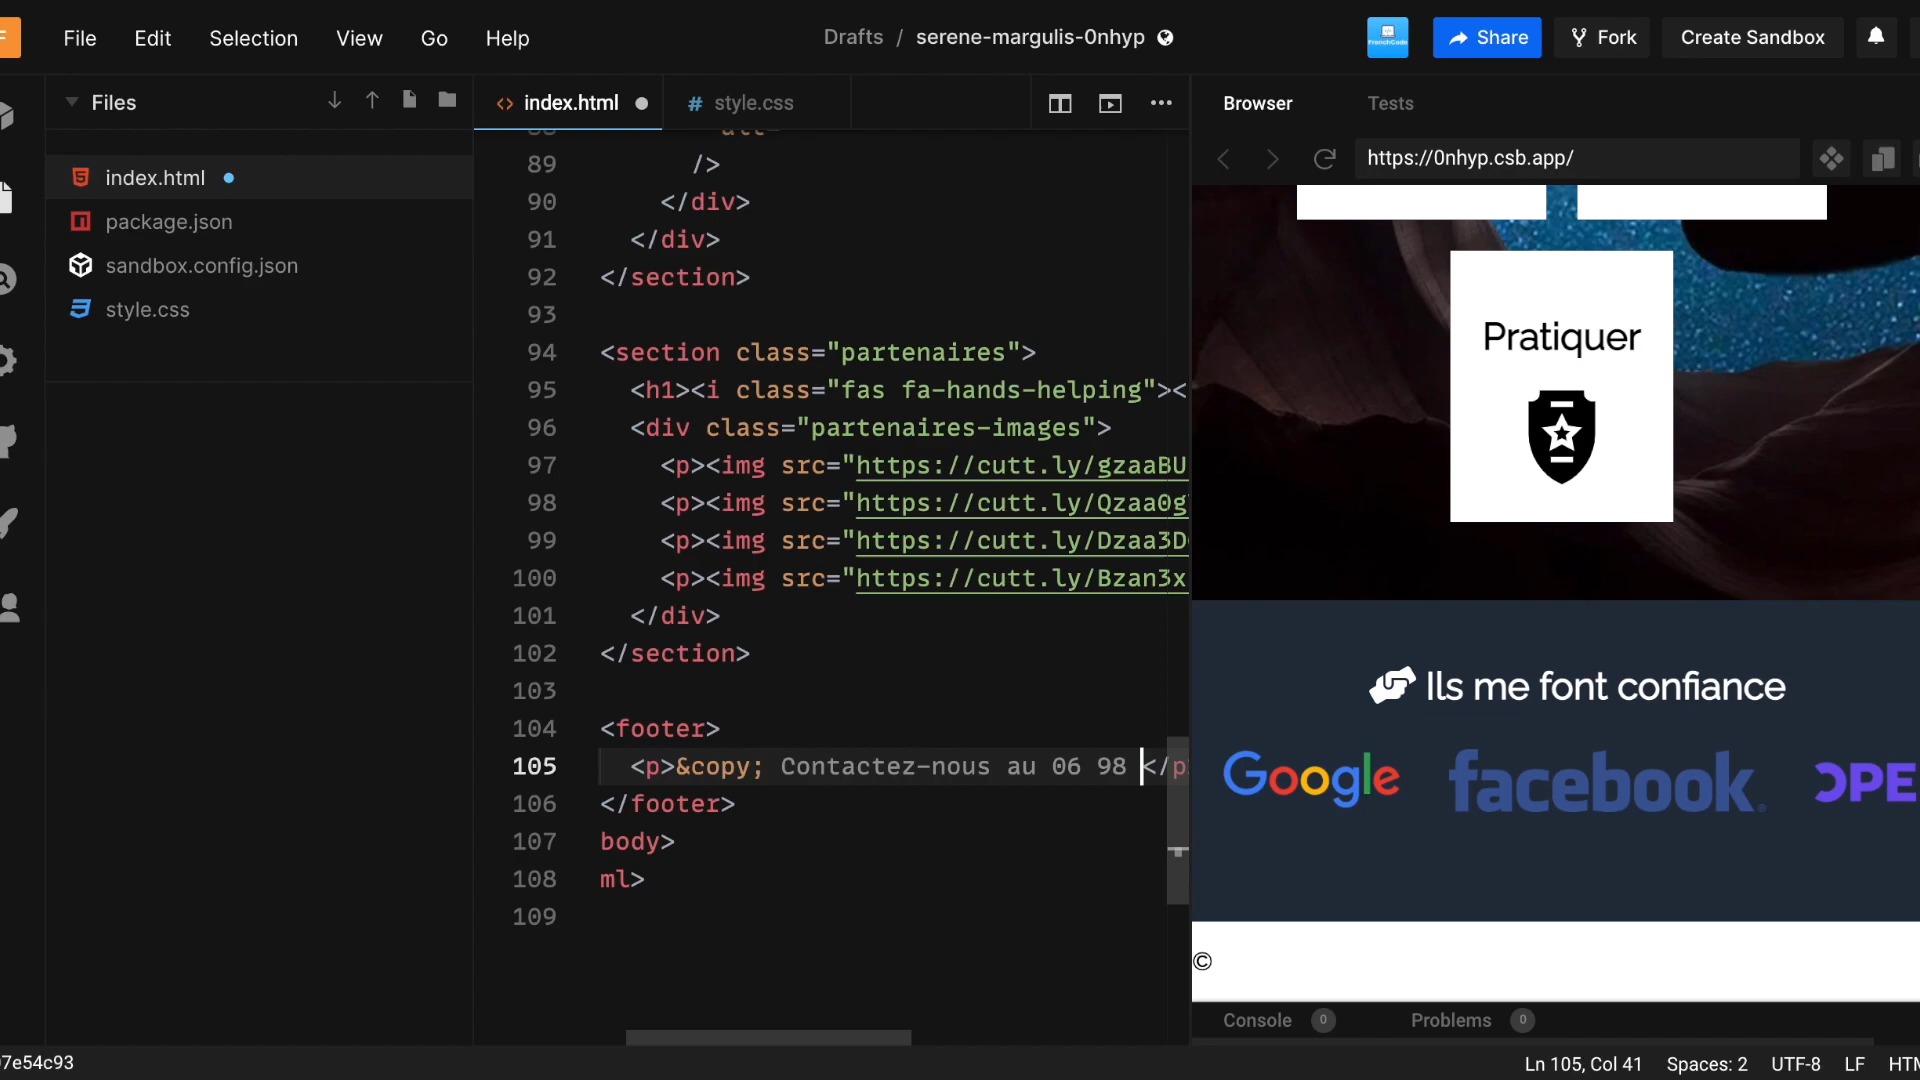 File Edit Selection View Go Help
Drafts / serene-margulis-0nhyp
FrenchCode
Share
Fork
Create Sandbox
Files
index.html
package.json
sandbox.config.json
style.css
index.html
# style.css
89 />
90 </div>
91 </div>
92 </section>
93
94 <section class="partenaires">
95 <h1><i class="fas fa-hands-helping"><
96 <div class="partenaires-images">
97 <p><img src="https://cutt.ly/gzaaBU
98 <p><img src="https://cutt.ly/Qzaa0g
99 <p><img src="https://cutt.ly/Dzaa3D
100 <p><img src="https://cutt.ly/Bzan3x
101 </div>
102 </section>
103
104 <footer>
105 <p>&copy; Contactez-nous au 06 98 </p
106 </footer>
107 body>
108 ml>
109
Browser Tests
https://0nhyp.csb.app/
Pratiquer
Ils me font confiance
Google
facebook.
OPE
©
Console 0 Problems 0
7e54c93
Ln 105, Col 41 Spaces: 2 UTF-8 LF HTM